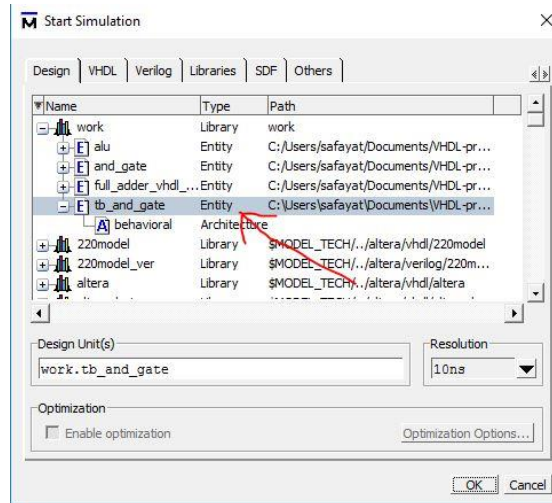 Start Simulation
Design VHDL Verilog Libraries SDF Others
Name Type Path
work Library work
alu Entity C:/Users/safayat/Documents/VHDL-pr...
and_gate Entity C:/Users/safayat/Documents/VHDL-pr...
full_adder_vhdl_... Entity C:/Users/safayat/Documents/VHDL-pr...
tb_and_gate Entity C:\Users\safayat\Documents\VHDL-pr...
behavioral Architecture
220model Library $MODEL_TECH/../altera/vhdl/220model
220model_ver Library $MODEL_TECH/../altera/verilog/220m...
altera Library $MODEL_TECH/../altera/vhdl/altera
Design Unit(s) Resolution
work.tb_and_gate 10ns
Optimization
Enable optimization Optimization Options...
OK Cancel